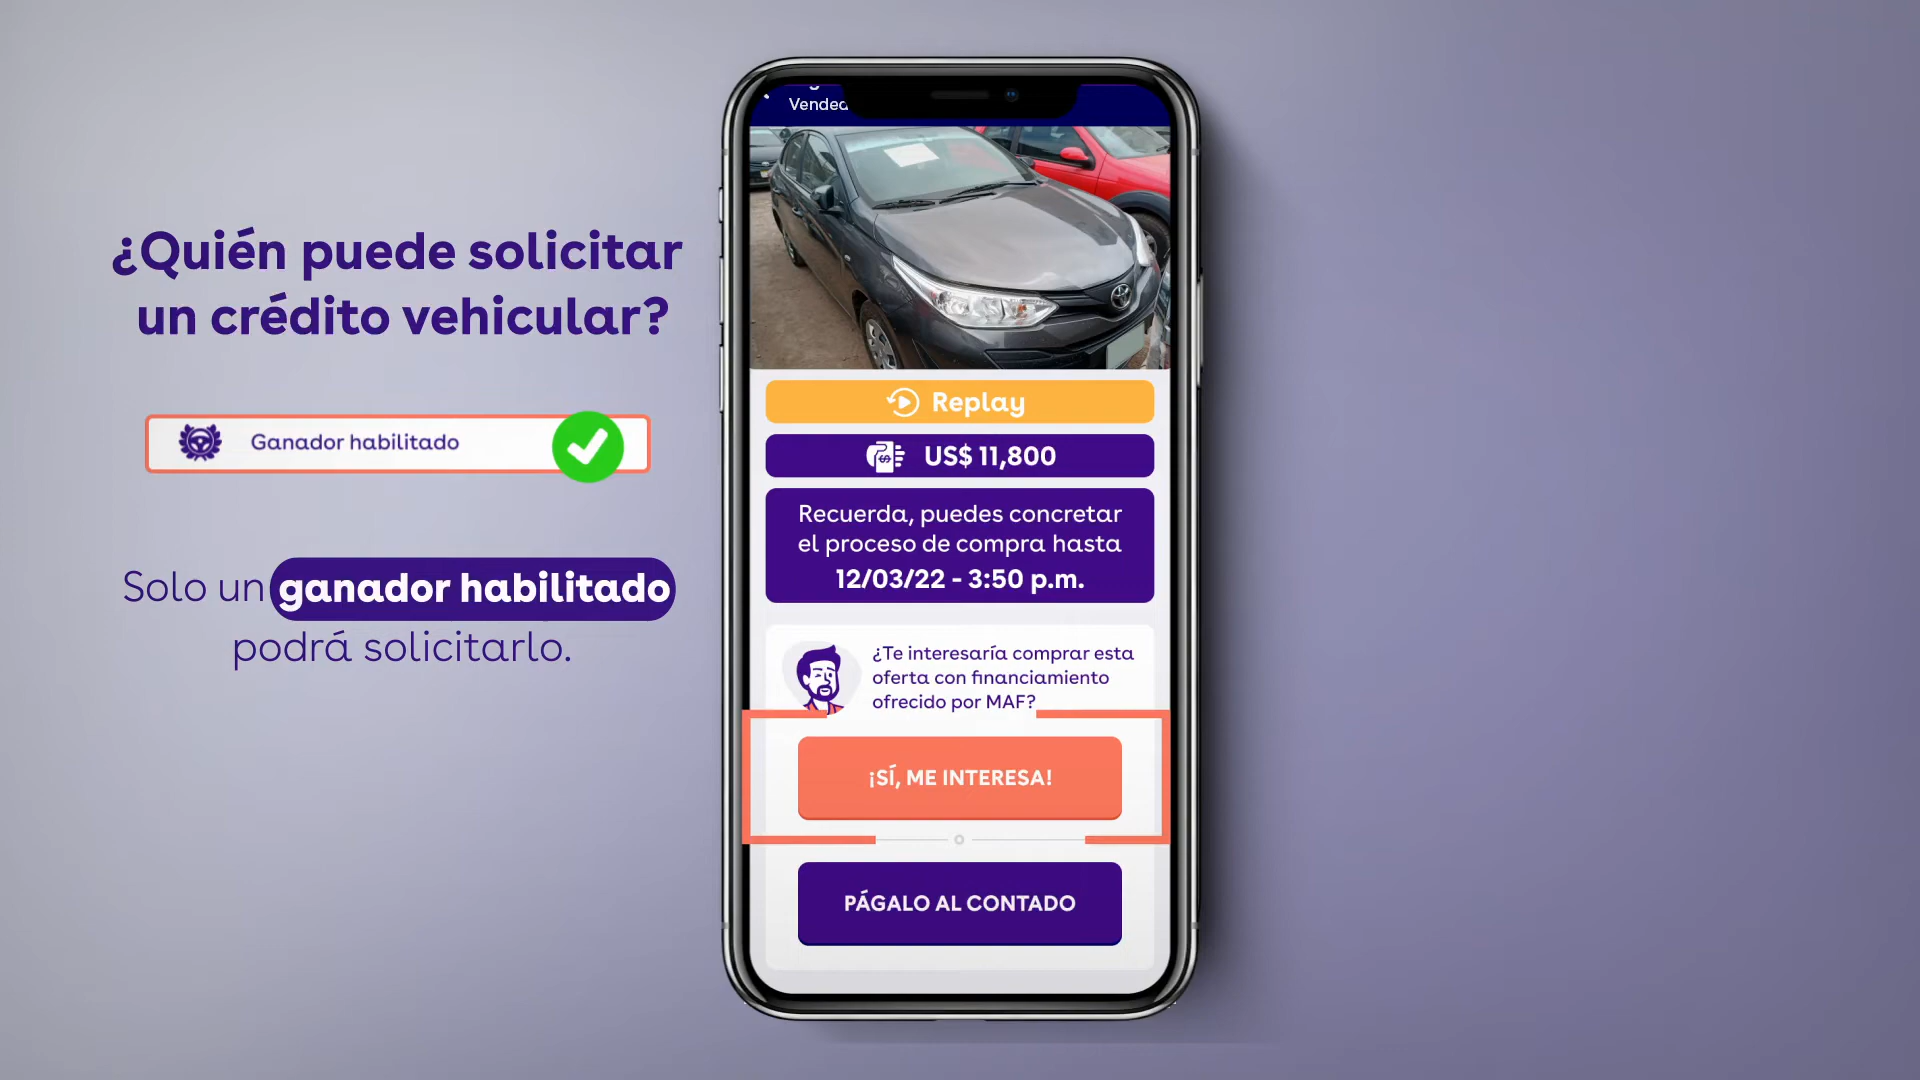 ¿Quién puede solicitar
un crédito vehicular?
Ganador habilitado
Solo un ganador habilitado
podrá solicitarlo.
Replay
US$ 11,800
Recuerda, puedes concretar
el proceso de compra hasta
12/03/22 - 3:50 p.m.
¿Te interesaría comprar esta
oferta con financiamiento
ofrecido por MAF?
¡SÍ, ME INTERESA!
PÁGALO AL CONTADO